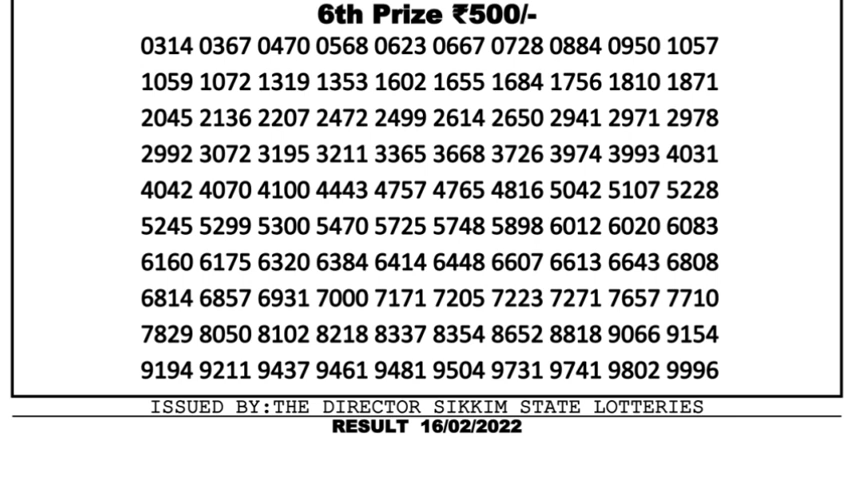 6th Prize ₹500/-
0314 0367 0470 0568 0623 0667 0728 0884 0950 1057
1059 1072 1319 1353 1602 1655 1684 1756 1810 1871
2045 2136 2207 2472 2499 2614 2650 2941 2971 2978
2992 3072 3195 3211 3365 3668 3726 3974 3993 4031
4042 4070 4100 4443 4757 4765 4816 5042 5107 5228
5245 5299 5300 5470 5725 5748 5898 6012 6020 6083
6160 6175 6320 6384 6414 6448 6607 6613 6643 6808
6814 6857 6931 7000 7171 7205 7223 7271 7657 7710
7829 8050 8102 8218 8337 8354 8652 8818 9066 9154
9194 9211 9437 9461 9481 9504 9731 9741 9802 9996
ISSUED BY:THE DIRECTOR SIKKIM STATE LOTTERIES
RESULT 16/02/2022